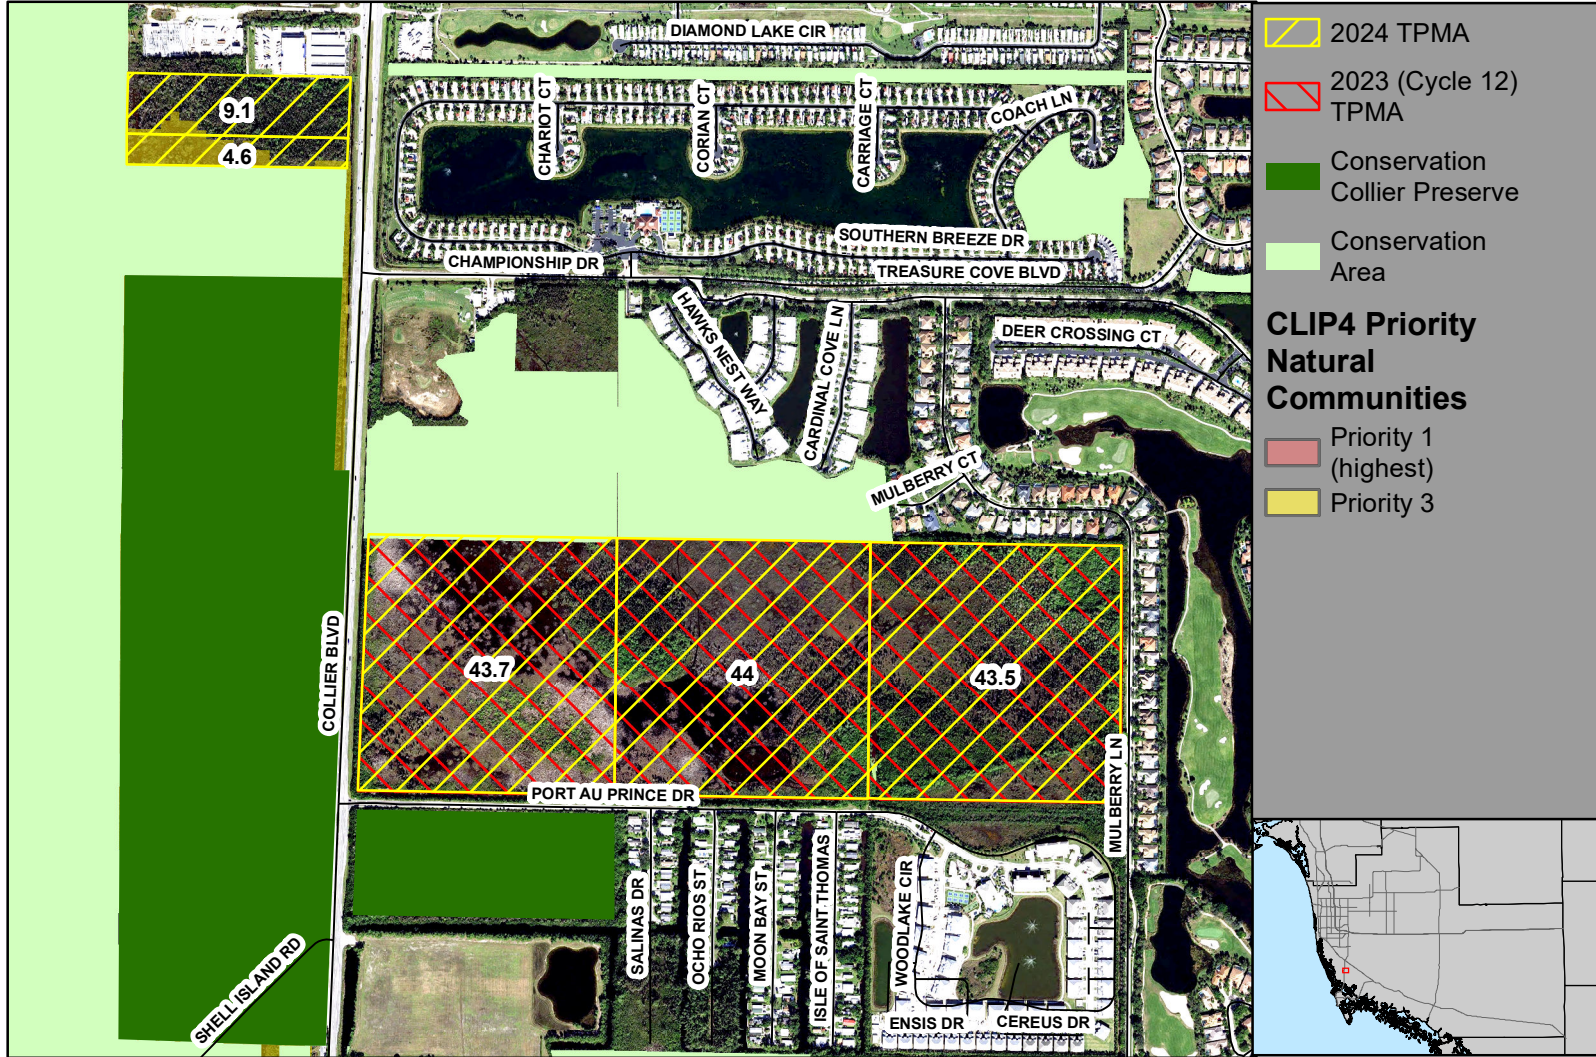 DIAMOND LAKE CIR
9.1
4.6
CHARIOT CT
CORIAN CT
CARRIAGE CT
COACH LN
SOUTHERN BREEZE DR
CHAMPIONSHIP DR
TREASURE COVE BLVD
HAWKS NEST WAY
CARDINAL COVE LN
DEER CROSSING CT
MULBERRY CT
COLLIER BLVD
43.7
44
43.5
MULBERRY LN
PORT AU PRINCE DR
SALINAS DR
OCHO RIOS ST
MOON BAY ST
ISLE OF SAINT THOMAS
WOODLAKE CIR
SHELL ISLAND RD
ENSIS DR
CEREUS DR
2024 TPMA
2023 (Cycle 12)
TPMA
Conservation
Collier Preserve
Conservation
Area
CLIP4 Priority
Natural
Communities
Priority 1
(highest)
Priority 3